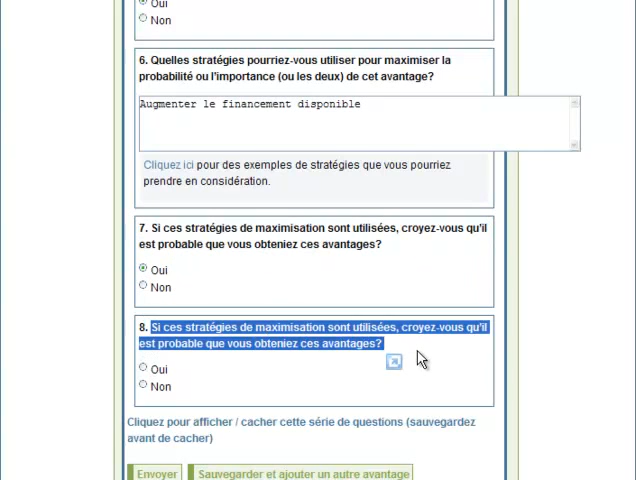 Oui
Non
6. Quelles stratégies pourriez-vous utiliser pour maximiser la
probabilité ou l'importance (ou les deux) de cet avantage?
Augmenter le financement disponible
Cliquez ici pour des exemples de stratégies que vous pourriez
prendre en considération.
7. Si ces stratégies de maximisation sont utilisées, croyez-vous qu'il
est probable que vous obteniez ces avantages?
Oui
Non
8. Si ces stratégies de maximisation sont utilisées, croyez-vous qu'il
est probable que vous obteniez ces avantages?
Oui
Non
Cliquez pour afficher / cacher cette série de questions (sauvegardez
avant de cacher)
Envoyer Sauvegarder et ajouter un autre avantage